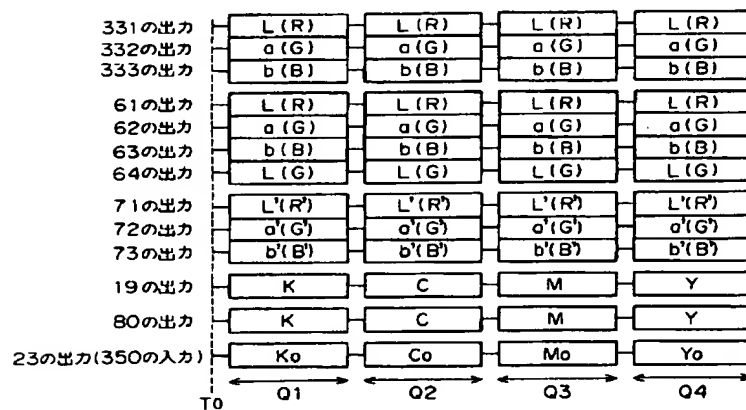 331の出力 L(R) L(R) L(R) L(R)
332の出力 a(G) a(G) a(G) a(G)
333の出力 b(B) b(B) b(B) b(B)
61の出力 L(R) L(R) L(R) L(R)
62の出力 a(G) a(G) a(G) a(G)
63の出力 b(B) b(B) b(B) b(B)
64の出力 L(G) L(G) L(G) L(G)
71の出力 L'(R') L'(R') L'(R') L'(R')
72の出力 a'(G') a'(G') a'(G') a'(G')
73の出力 b'(B') b'(B') b'(B') b'(B')
19の出力 K C M Y
80の出力 K C M Y
23の出力(350の入力) Ko Co Mo Yo
T0 Q1 Q2 Q3 Q4